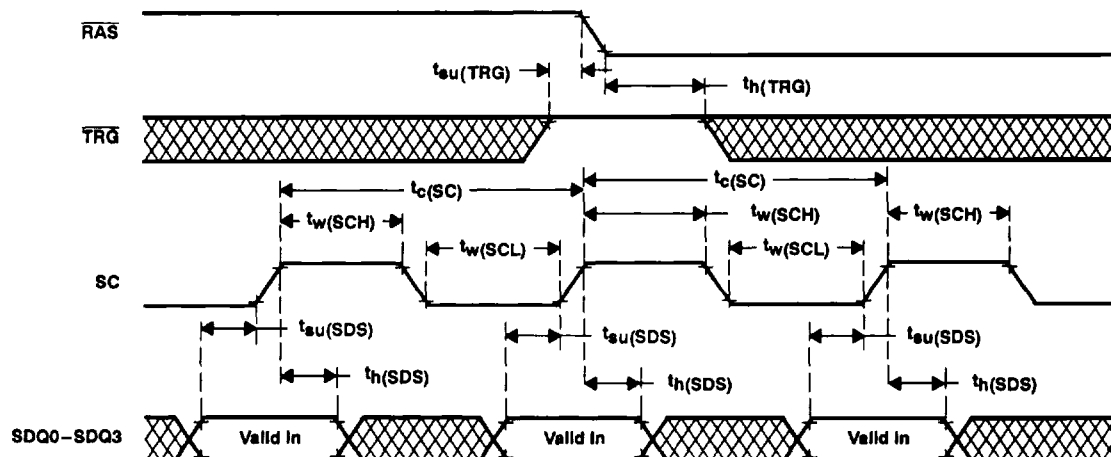 RAS
tsu(TRG)
th(TRG)
TRG
tc(SC)
tc(SC)
tw(SCH)
tw(SCH)
tw(SCH)
tw(SCL)
tw(SCL)
SC
tsu(SDS)
tsu(SDS)
tsu(SDS)
th(SDS)
th(SDS)
th(SDS)
SDQ0–SDQ3
Valid In
Valid In
Valid In